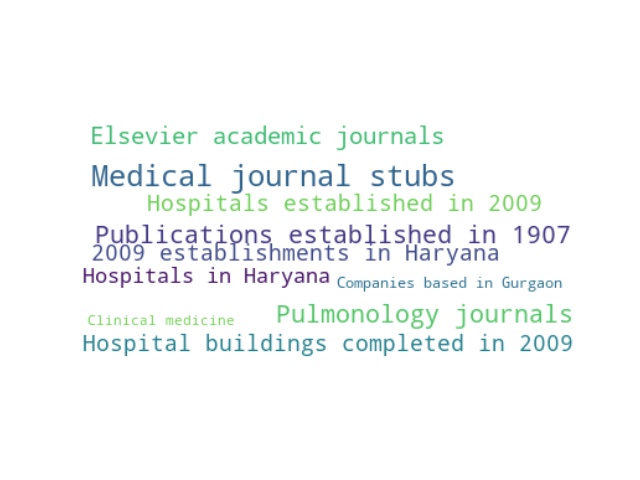 Elsevier academic journals
Medical journal stubs
Hospitals established in 2009
Publications established in 1907
2009 establishments in Haryana
Hospitals in Haryana
Companies based in Gurgaon
Pulmonology journals
Clinical medicine
Hospital buildings completed in 2009